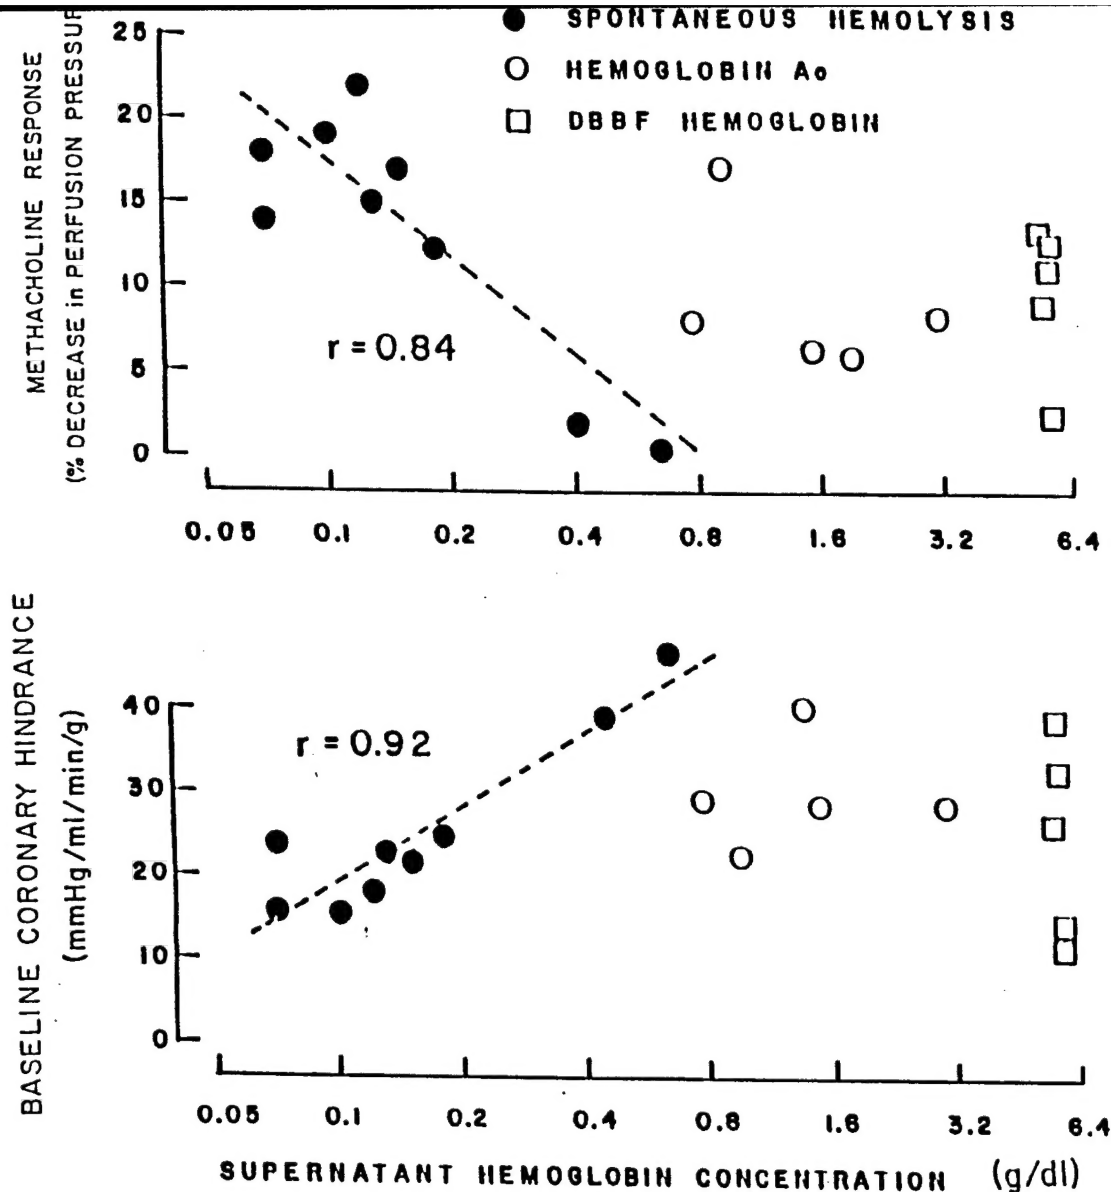 SPONTANEOUS HEMOLYSIS
HEMOGLOBIN Ao
DBBF HEMOGLOBIN
METHACHOLINE RESPONSE
(% DECREASE in PERFUSION PRESSUR
25
20
15
10
5
0
r = 0.84
0.05 0.1 0.2 0.4 0.8 1.6 3.2 6.4
BASELINE CORONARY HINDRANCE
(mmHg/ml/min/g)
40
30
20
10
0
r = 0.92
0.05 0.1 0.2 0.4 0.8 1.6 3.2 6.4
SUPERNATANT HEMOGLOBIN CONCENTRATION (g/dl)